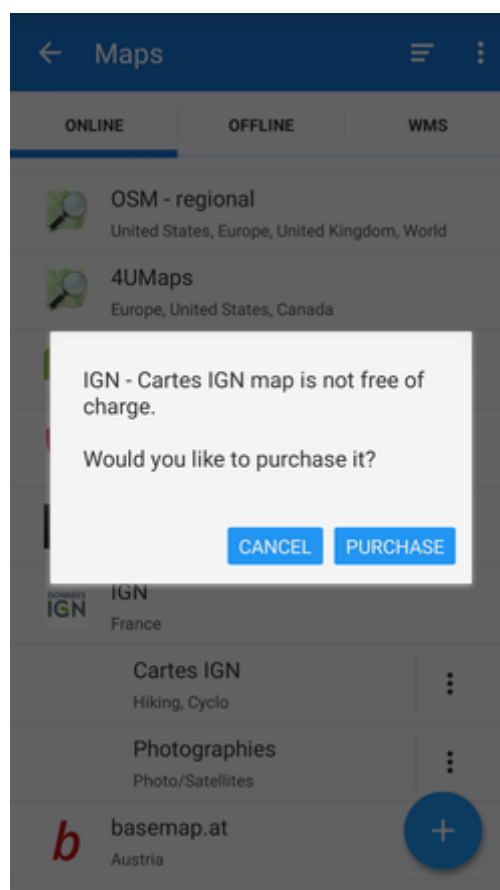 Maps
ONLINE OFFLINE WMS
OSM - regional
United States, Europe, United Kingdom, World
4UMaps
Europe, United States, Canada
IGN - Cartes IGN map is not free of
charge.
Would you like to purchase it?
CANCEL PURCHASE
DONNÉES
IGN
IGN
France
Cartes IGN
Hiking, Cyclo
Photographies
Photo/Satellites
b
basemap.at
Austria